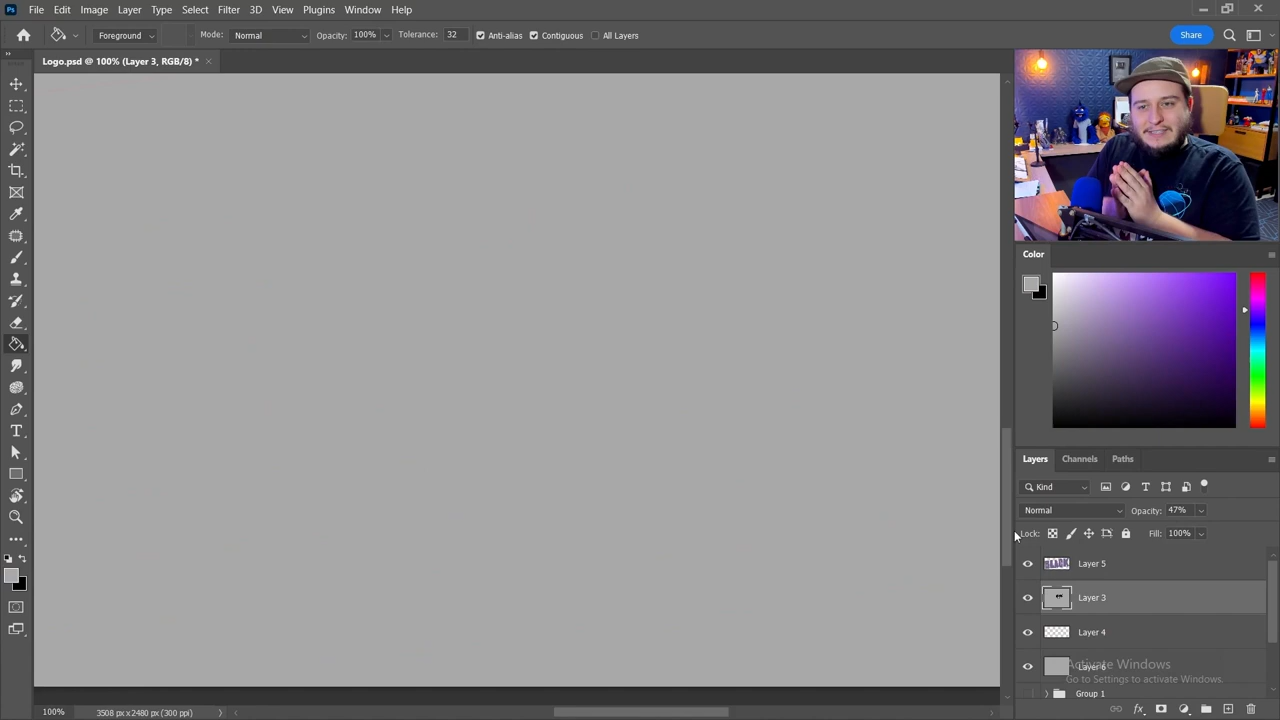 Ps File Edit Image Layer Type Select Filter 3D View Plugins Window Help
Foreground Mode: Normal Opacity: 100% Tolerance: 32 Anti-alias Contiguous All Layers Share
Logo.psd @ 100% (Layer 3, RGB/8) *
Color
Layers Channels Paths
Kind
Normal Opacity: 47%
Lock: Fill: 100%
Layer 5
Layer 3
Layer 4
Layer 6
Activate Windows
Go to Settings to activate Windows.
Group 1
100% 3508 px x 2480 px (300 ppi)